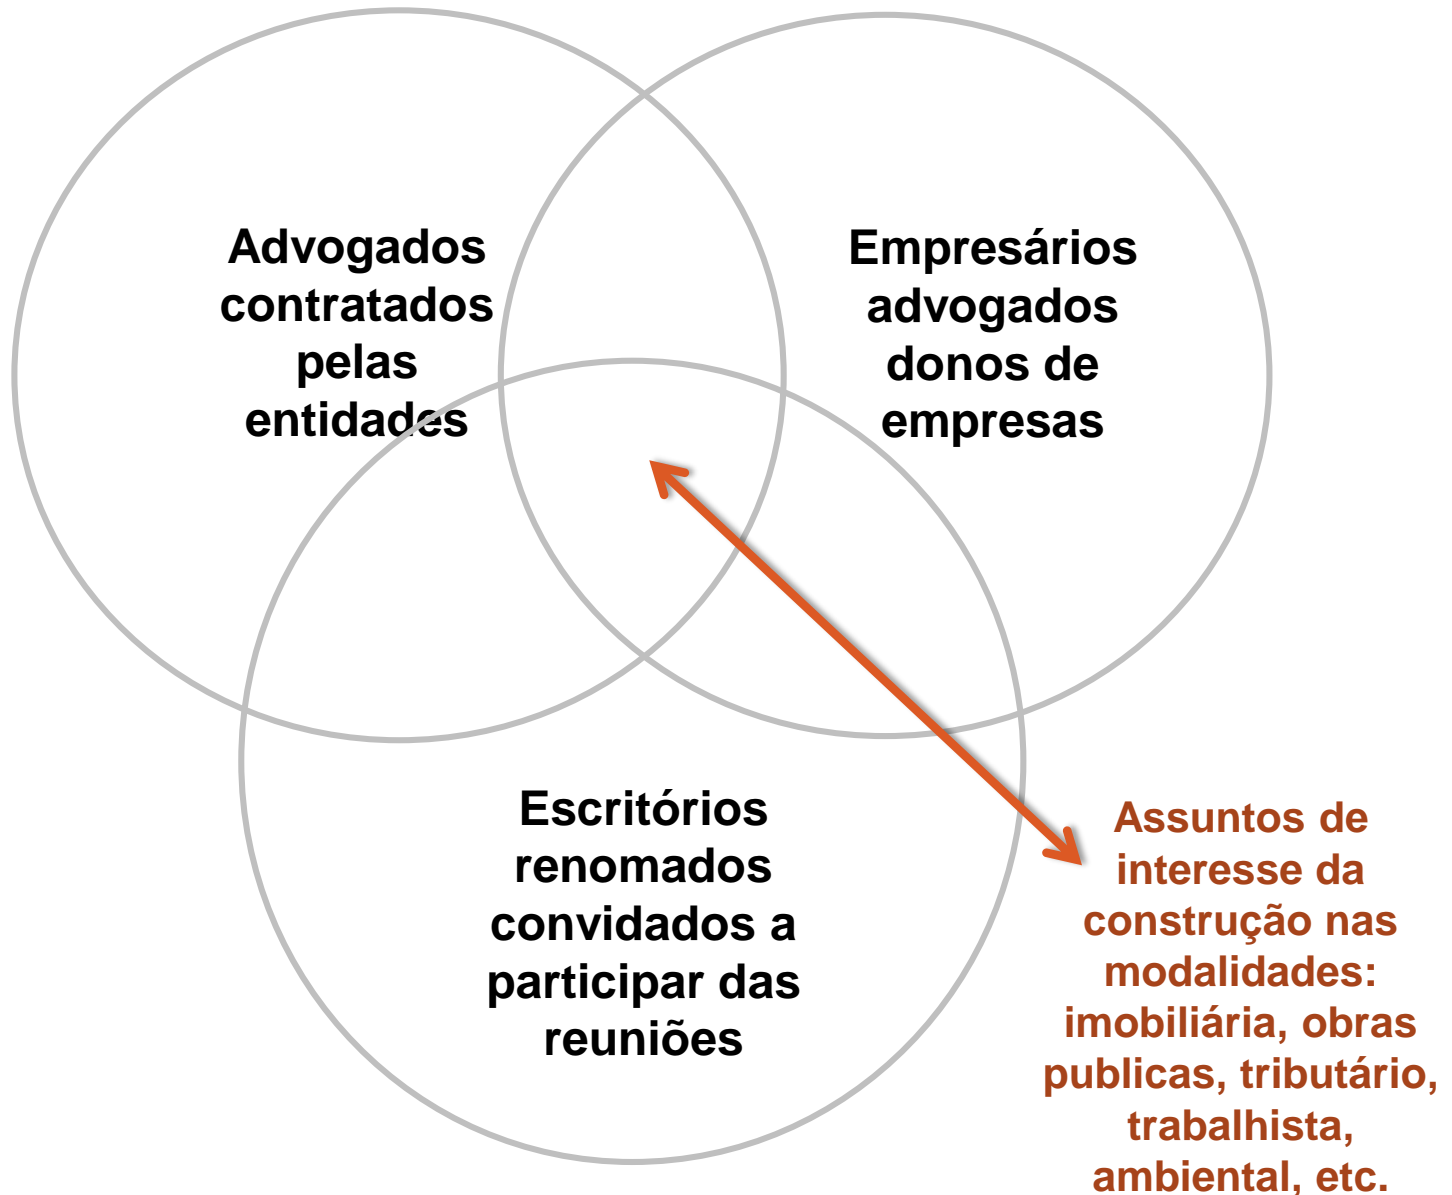 Advogados
contratados
pelas
entidades
Empresários
advogados
donos de
empresas
Escritórios
renomados
convidados a
participar das
reuniões
Assuntos de
interesse da
construção nas
modalidades:
imobiliária, obras
publicas, tributário,
trabalhista,
ambiental, etc.